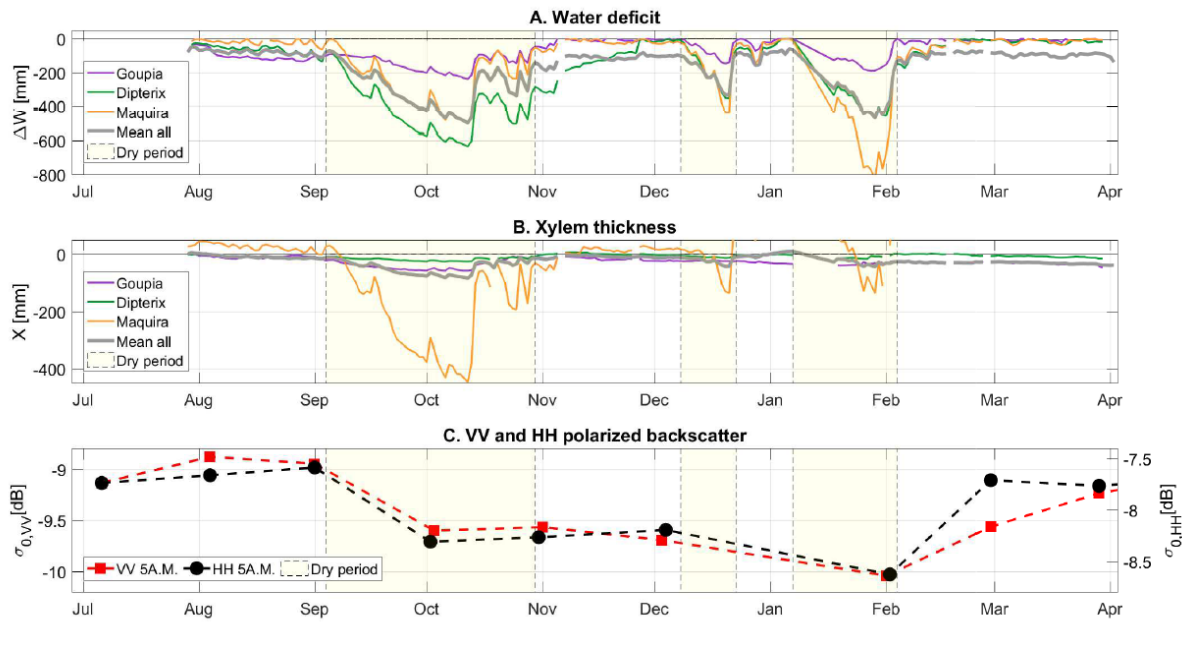 A. Water deficit
ΔW [mm]
0
-200
-400
-600
-800
Goupia
Dipterix
Maquira
Mean all
Dry period
Jul Aug Sep Oct Nov Dec Jan Feb Mar Apr
B. Xylem thickness
X [mm]
0
-200
-400
Goupia
Dipterix
Maquira
Mean all
Dry period
Jul Aug Sep Oct Nov Dec Jan Feb Mar Apr
C. VV and HH polarized backscatter
σ0,VV[dB]
-9
-9.5
-10
VV 5A.M. HH 5A.M. Dry period
-7.5
-8
-8.5
σ0,HH[dB]
Jul Aug Sep Oct Nov Dec Jan Feb Mar Apr